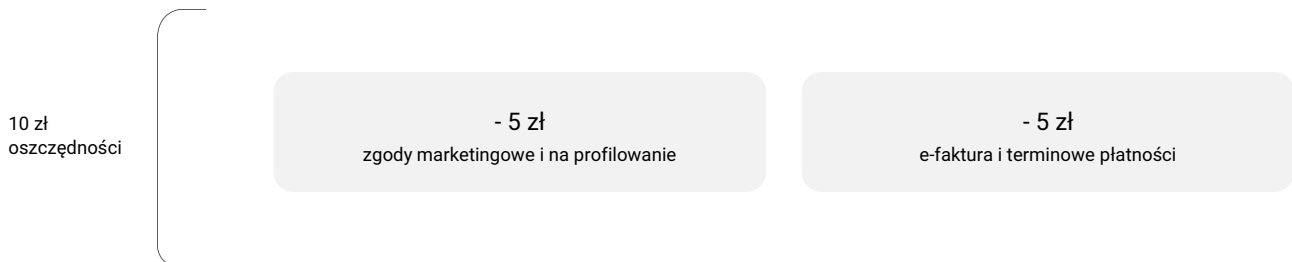 10 zł
oszczędności
- 5 zł
zgody marketingowe i na profilowanie
- 5 zł
e-faktura i terminowe płatności